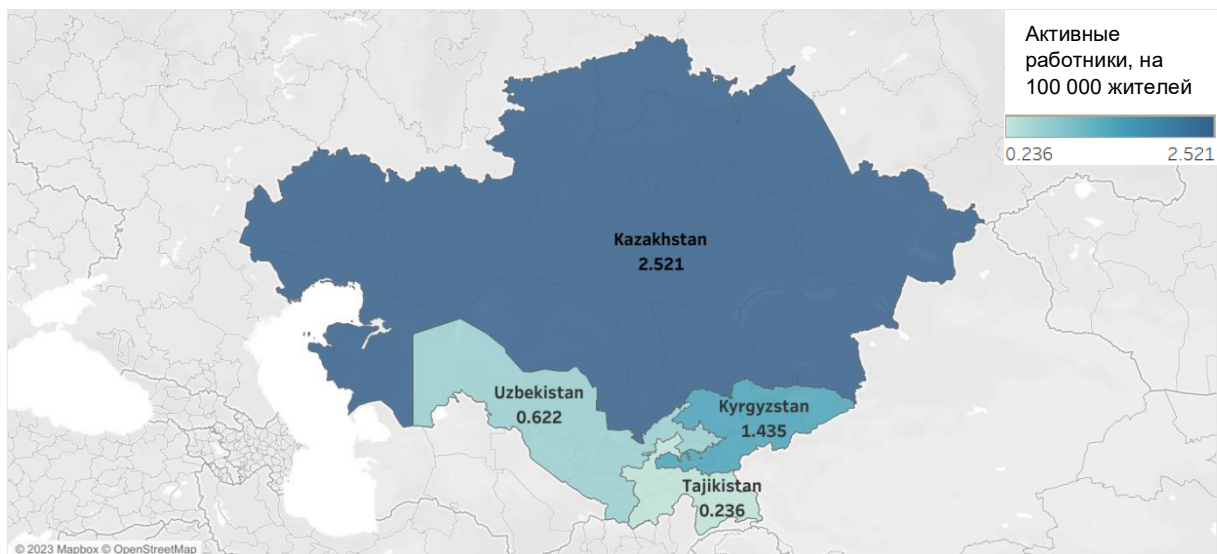 Активные
работники, на
100 000 жителей
0.236 2.521
Kazakhstan
2.521
Uzbekistan
0.622
Kyrgyzstan
1.435
Tajikistan
0.236
© 2023 Mapbox © OpenStreetMap